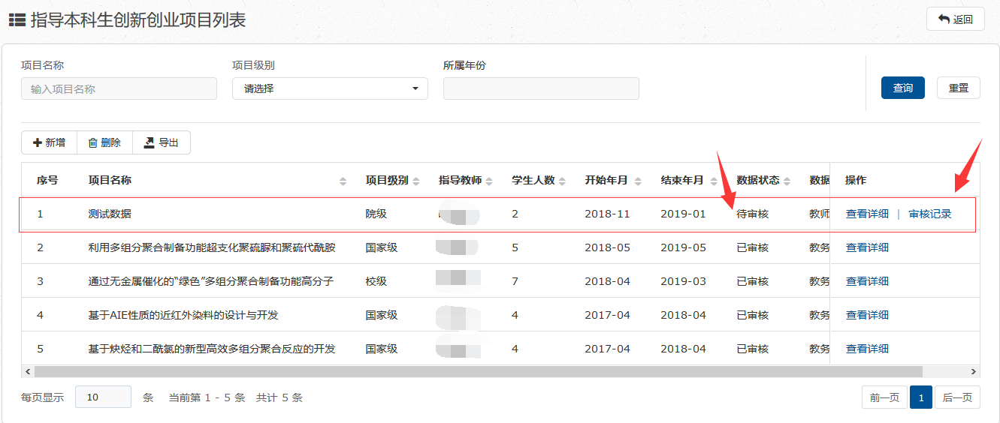 指导本科生创新创业项目列表
返回
项目名称 项目级别 所属年份
输入项目名称 请选择 查询 重置
新增 删除 导出
序号 项目名称 项目级别 指导教师 学生人数 开始年月 结束年月 数据状态 数据 操作
1 测试数据 院级 2 2018-11 2019-01 待审核 教师 查看详细 | 审核记录
2 利用多组分聚合制备功能超支化聚硫脲和聚硫代酰胺 国家级 5 2018-05 2019-05 已审核 教务 查看详细
3 通过无金属催化的“绿色”多组分聚合制备功能高分子 校级 7 2018-04 2019-03 已审核 教务 查看详细
4 基于AIE性质的近红外染料的设计与开发 国家级 4 2017-04 2018-04 已审核 教务 查看详细
5 基于炔烃和二酰氯的新型高效多组分聚合反应的开发 国家级 4 2017-04 2018-04 已审核 教务 查看详细
每页显示 10 条 当前第 1 - 5 条 共计 5 条 前一页 1 后一页